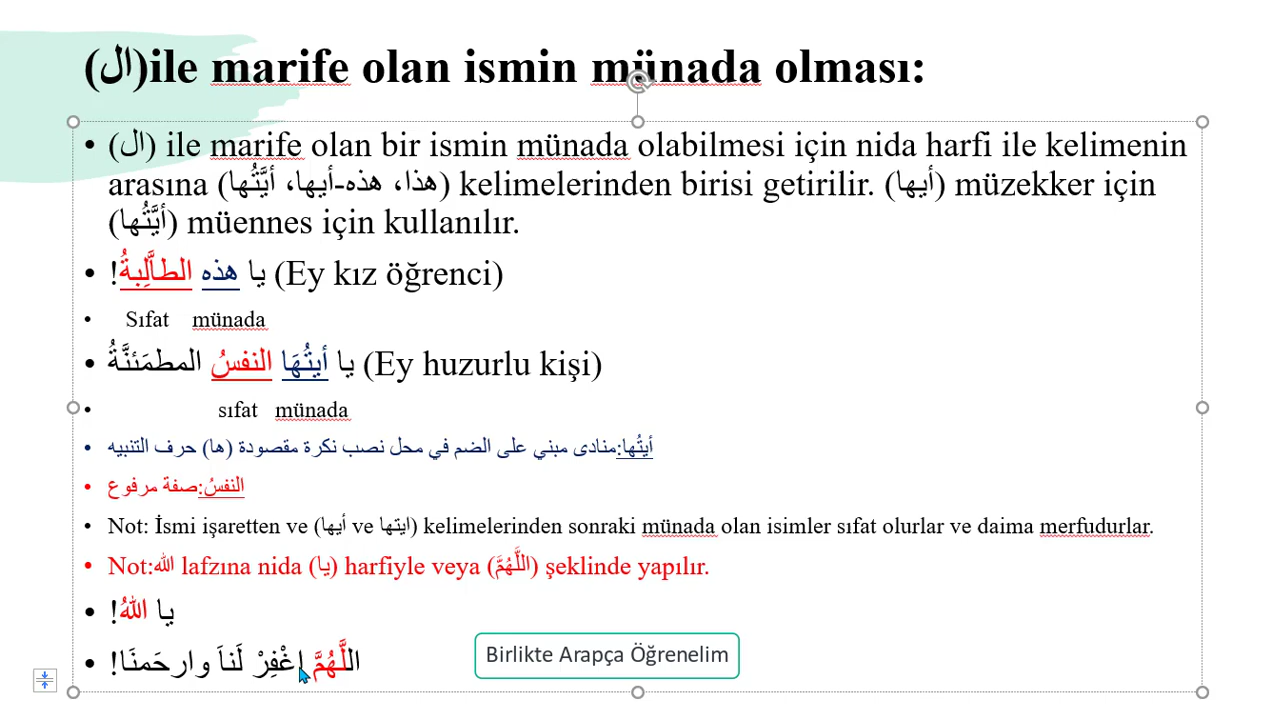 (ال)ile marife olan ismin münada olması:
• (ال) ile marife olan bir ismin münada olabilmesi için nida harfi ile kelimenin
arasına (هذا، هذه-أيها، أيَّتُها) kelimelerinden birisi getirilir. (أيها) müzekker için
(أيَّتُها) müennes için kullanılır.
• يا هذه الطاَّلِبةُ! (Ey kız öğrenci)
• Sıfat münada
• يا أيتُهَا النفسُ المطمَئنَّةُ (Ey huzurlu kişi)
• sıfat münada
• أيتُها:منادى مبني على الضم في محل نصب نكرة مقصودة (ها) حرف التنبيه
• النفسُ:صفة مرفوع
• Not: İsmi işaretten ve (أيها ve ايتها) kelimelerinden sonraki münada olan isimler sıfat olurlar ve daima merfudurlar.
• Not:الله lafzına nida (يا) harfiyle veya (اللَّهُمَّ) şeklinde yapılır.
• يا اللهُ!
• اللَّهُمَّ اِغْفِرْ لَناَ وارحَمنَا!
Birlikte Arapça Öğrenelim